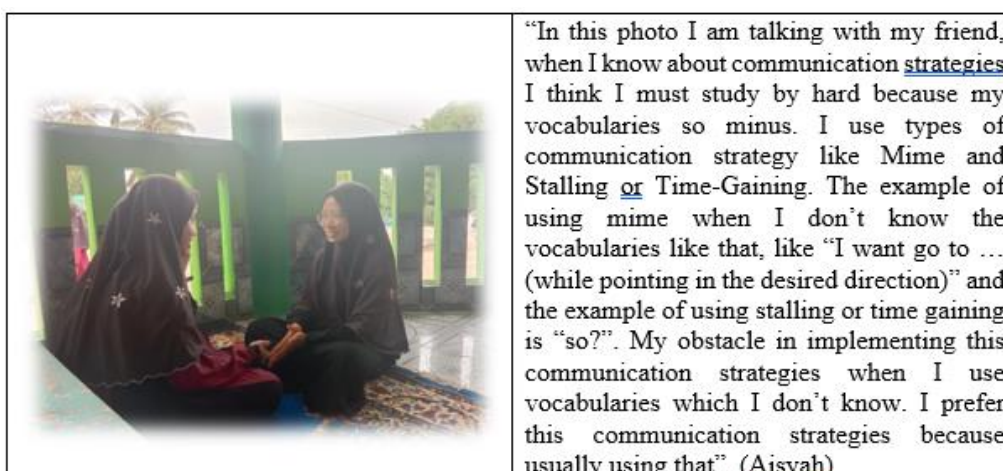 “In this photo I am talking with my friend,
when I know about communication strategies
I think I must study by hard because my
vocabularies so minus. I use types of
communication strategy like Mime and
Stalling or Time-Gaining. The example of
using mime when I don’t know the
vocabularies like that, like “I want go to …
(while pointing in the desired direction)” and
the example of using stalling or time gaining
is “so?”. My obstacle in implementing this
communication strategies when I use
vocabularies which I don’t know. I prefer
this communication strategies because
usually using that”. (Aisyah)